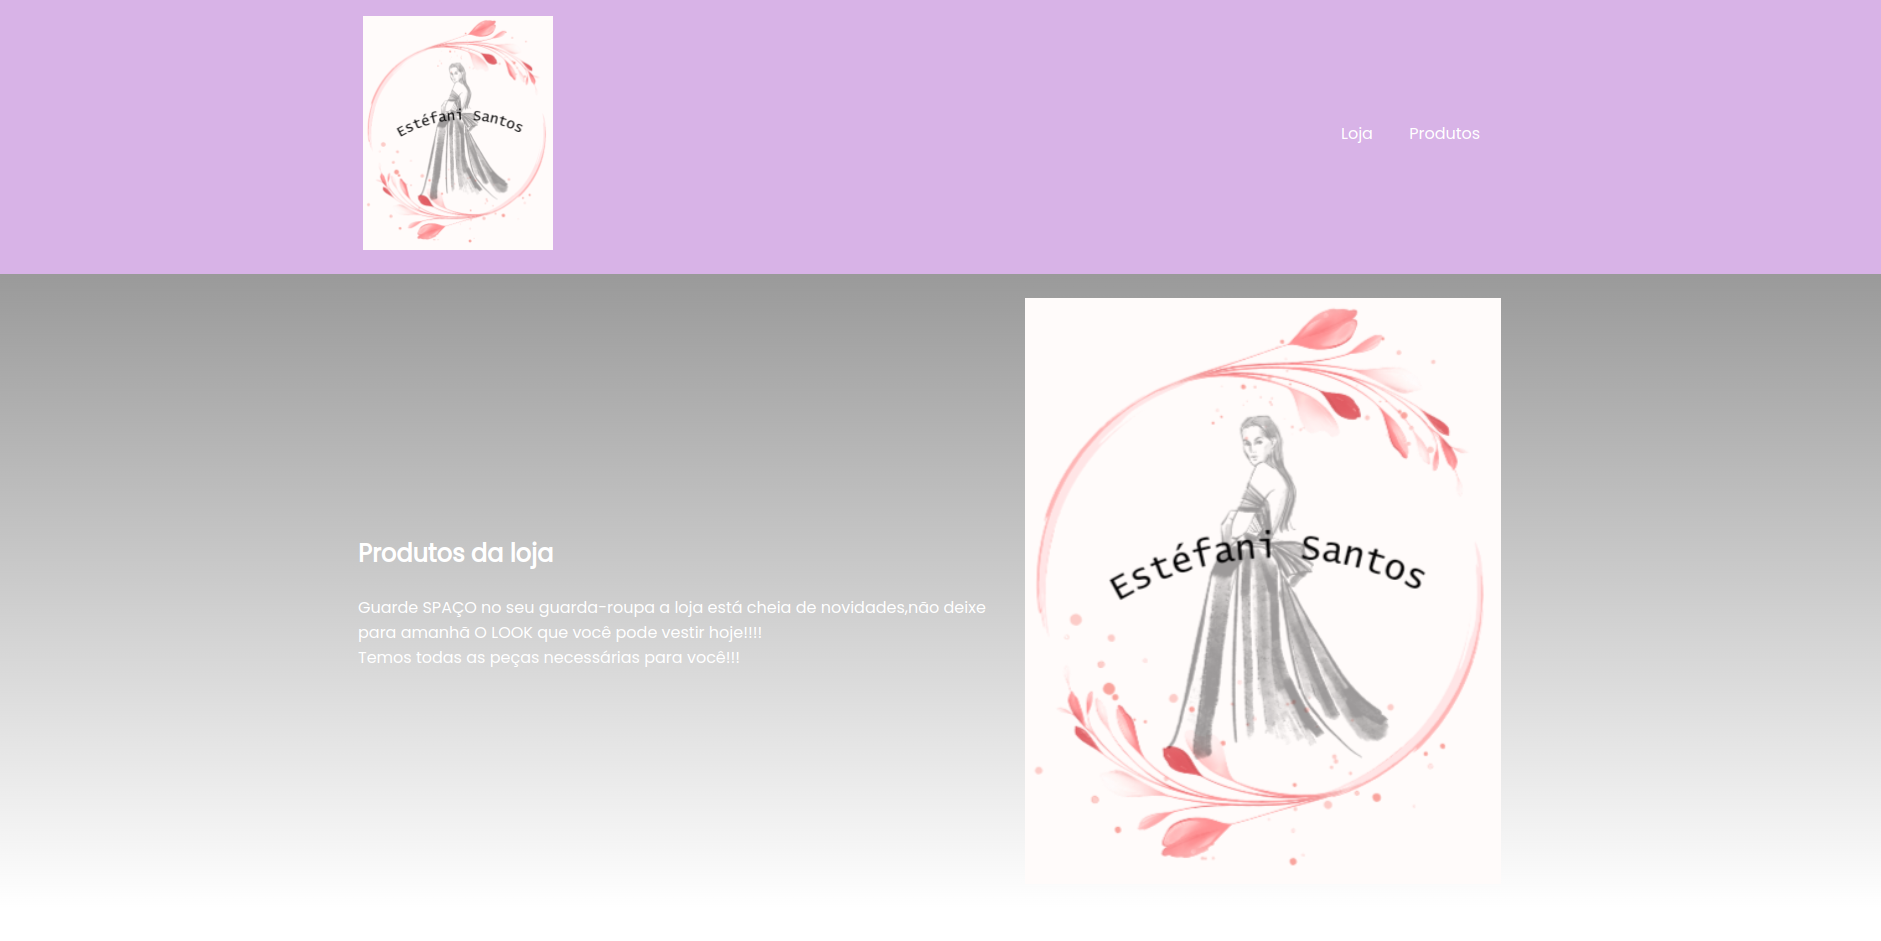 Estéfani Santos
Loja
Produtos
Estéfani Santos
Produtos da loja
Guarde SPAÇO no seu guarda-roupa a loja está cheia de novidades,não deixe
para amanhã O LOOK que você pode vestir hoje!!!!
Temos todas as peças necessárias para você!!!